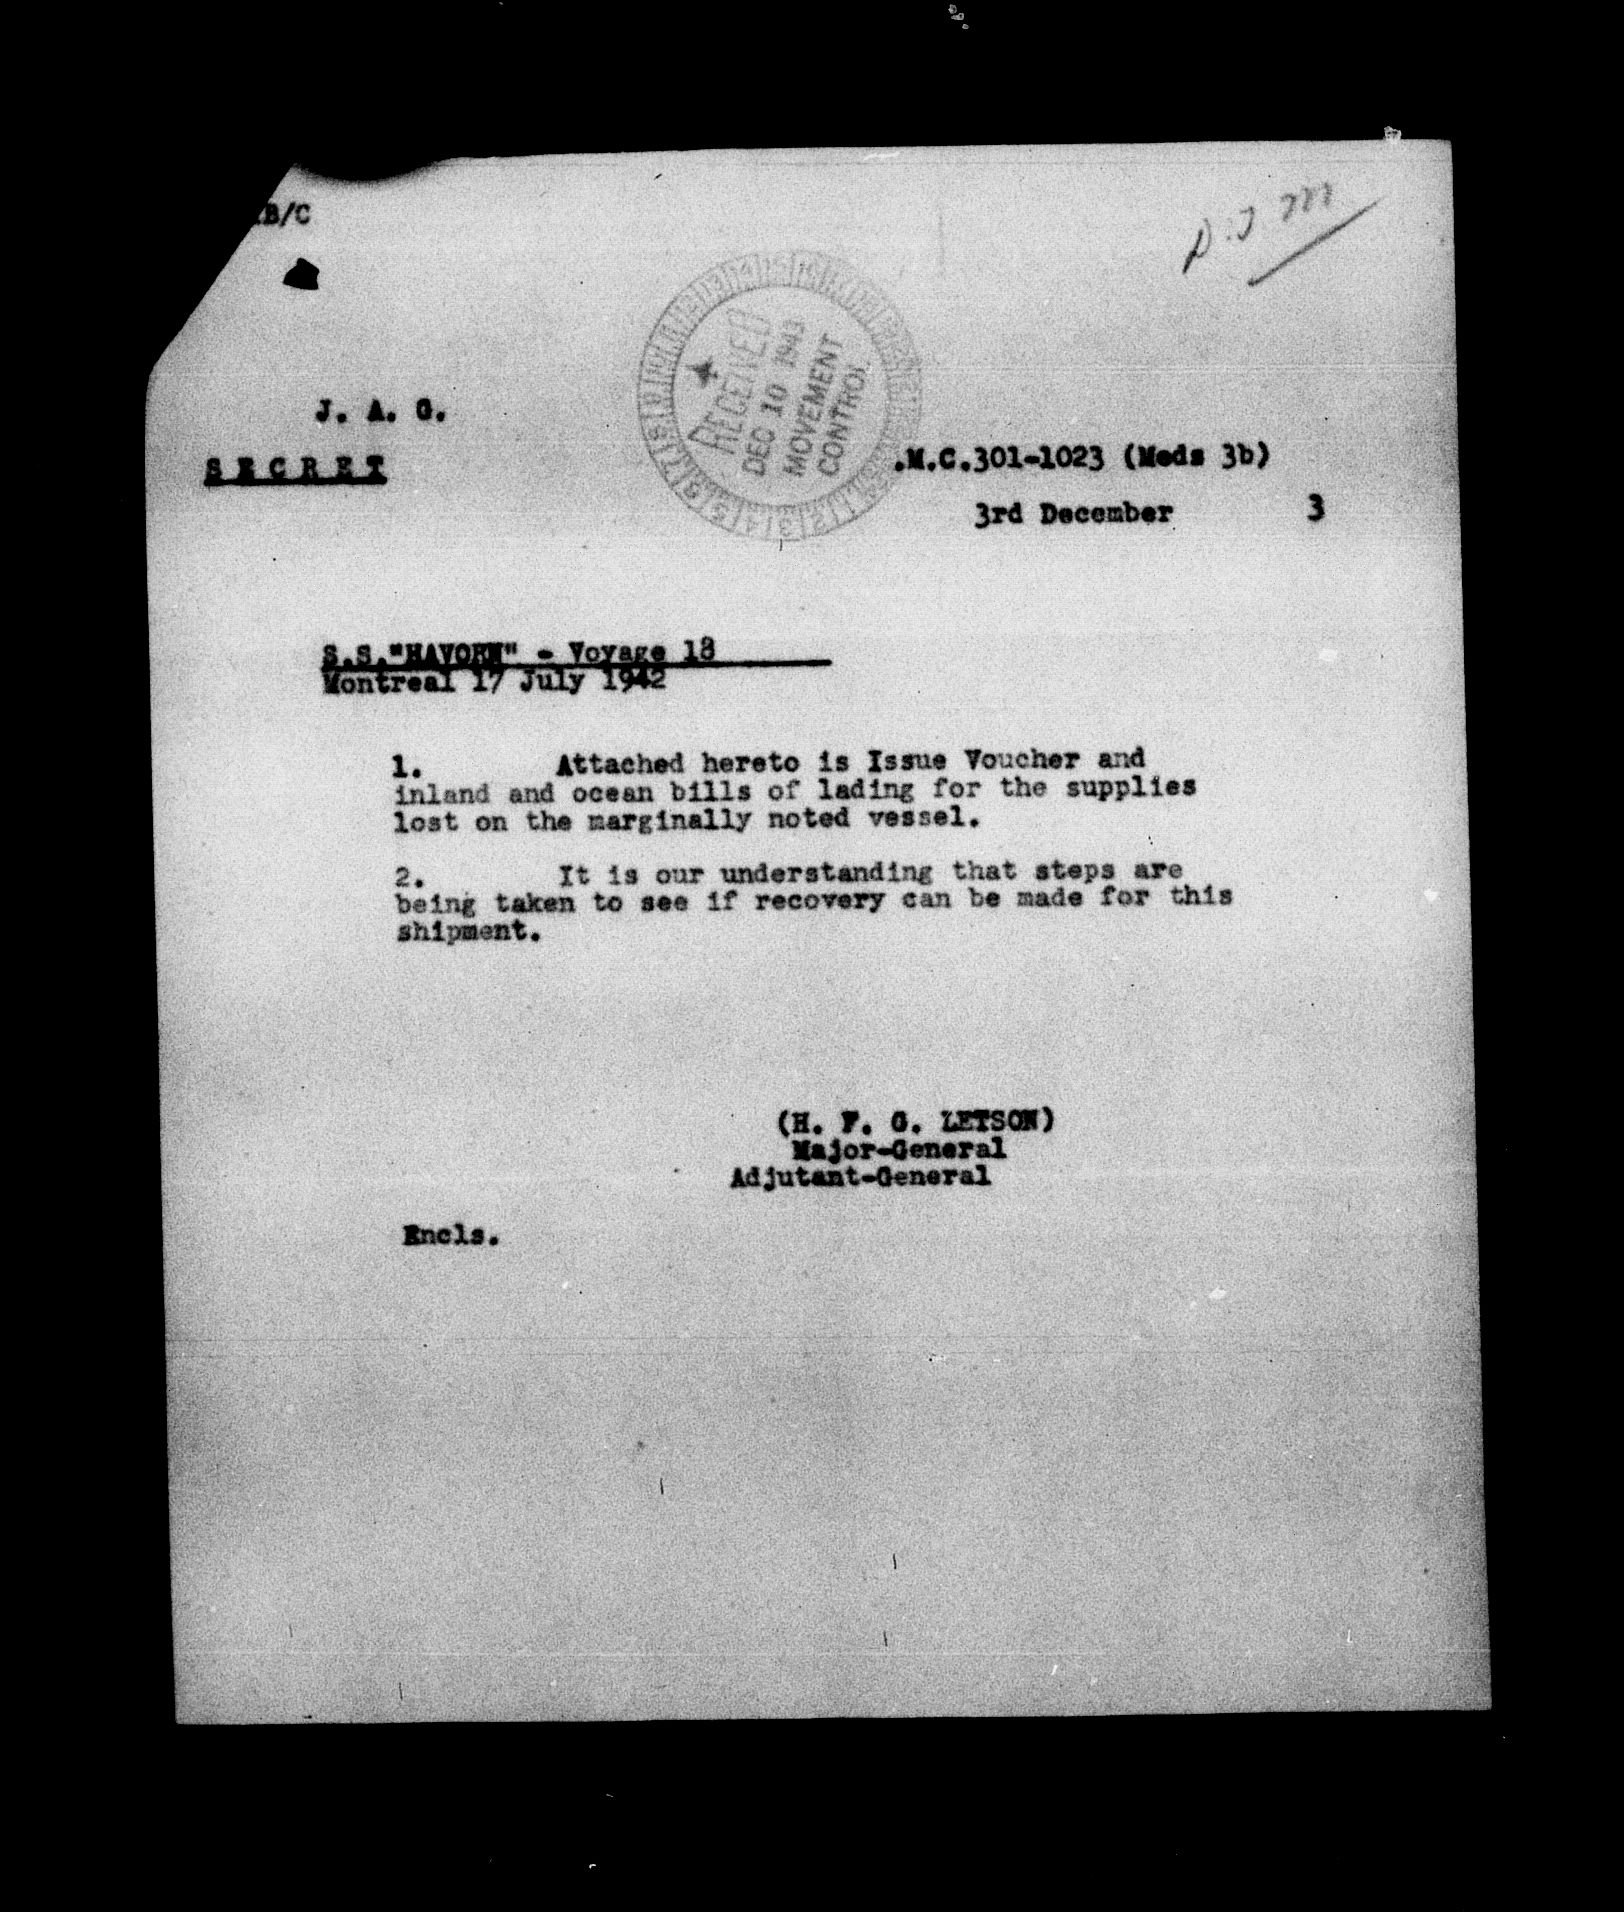 B/C
D.J.M
J. A. G.
RECEIVED
DEC 10 1943
MOVEMENT
CONTROL
SECRET
.M.C.301-1023 (Meds 3b)
3rd December 3
S.S."HAVORN" - Voyage 18
Montreal 17 July 1942
1. Attached hereto is Issue Voucher and
inland and ocean bills of lading for the supplies
lost on the marginally noted vessel.
2. It is our understanding that steps are
being taken to see if recovery can be made for this
shipment.
(H. F. G. LETSON)
Major-General
Adjutant-General
Encls.